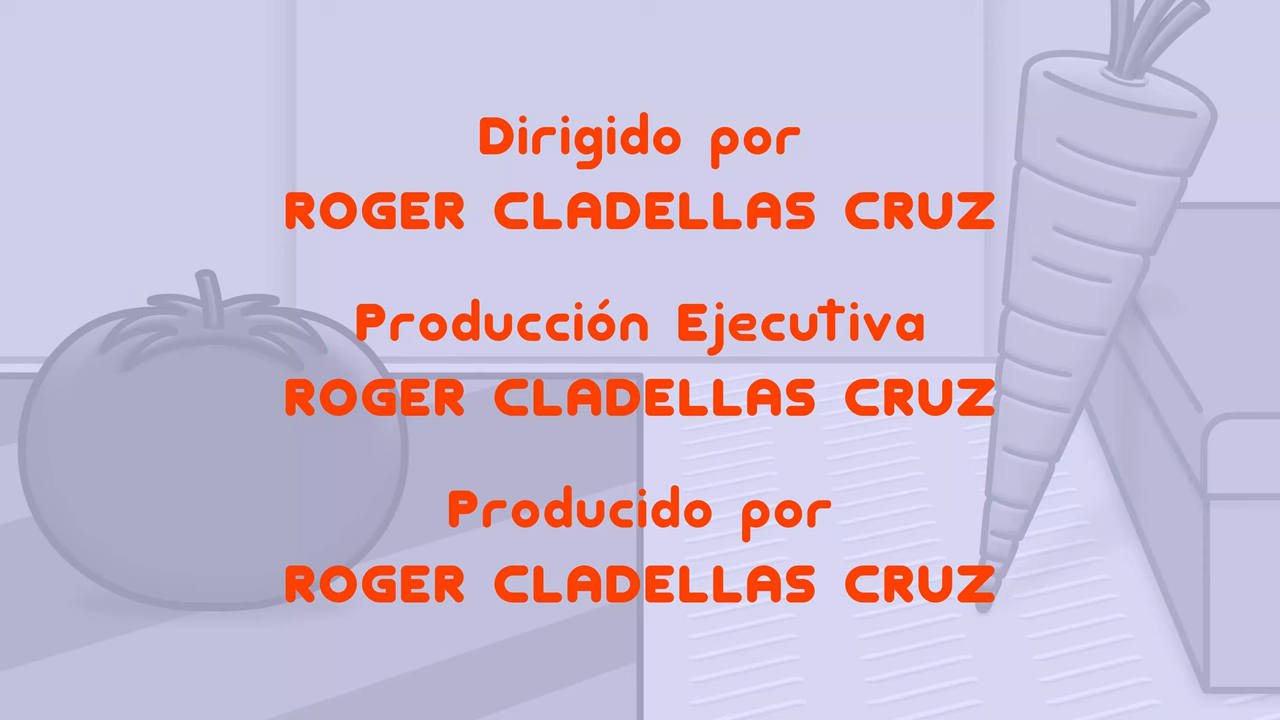 Dirigido por
ROGER CLADELLAS CRUZ
Producción Ejecutiva
ROGER CLADELLAS CRUZ
Producido por
ROGER CLADELLAS CRUZ